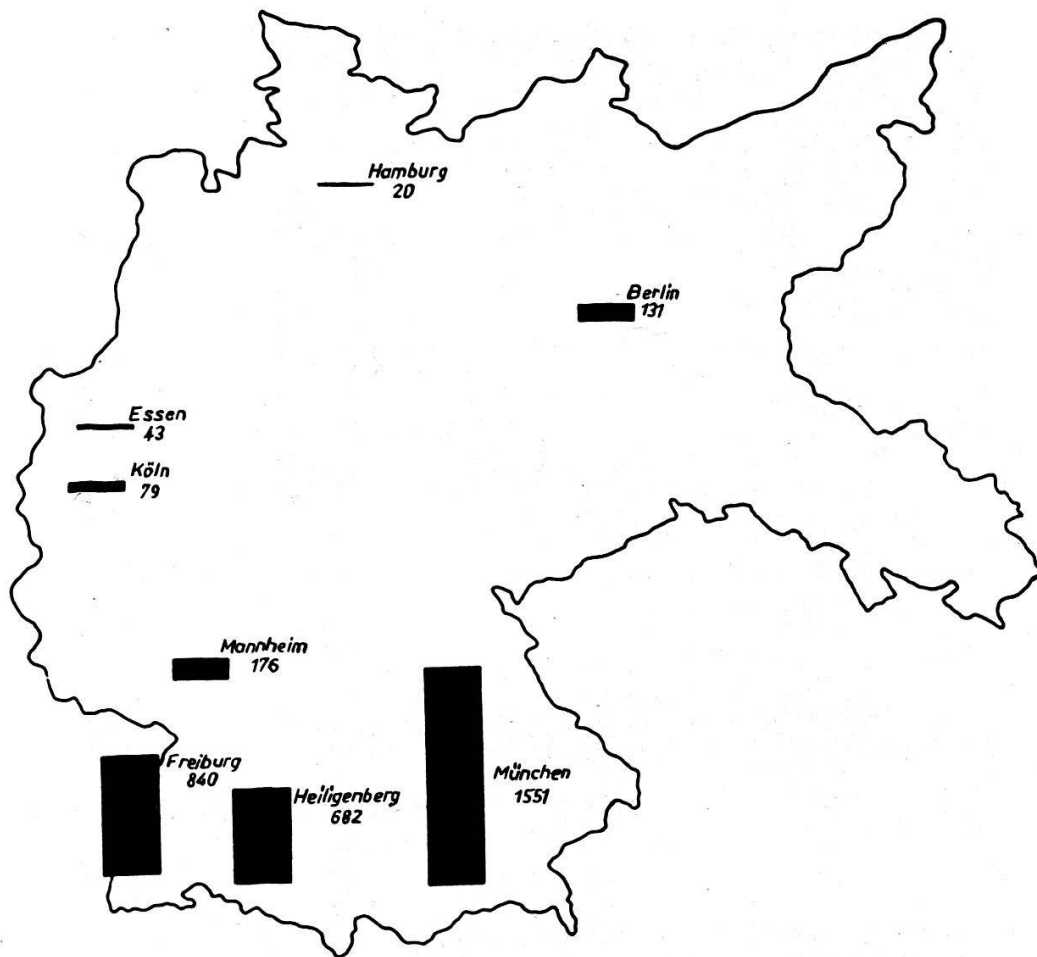 Hamburg
20
Berlin
131
Essen
43
Köln
79
Mannheim
176
Freiburg
840
Heiligenberg
682
München
1551